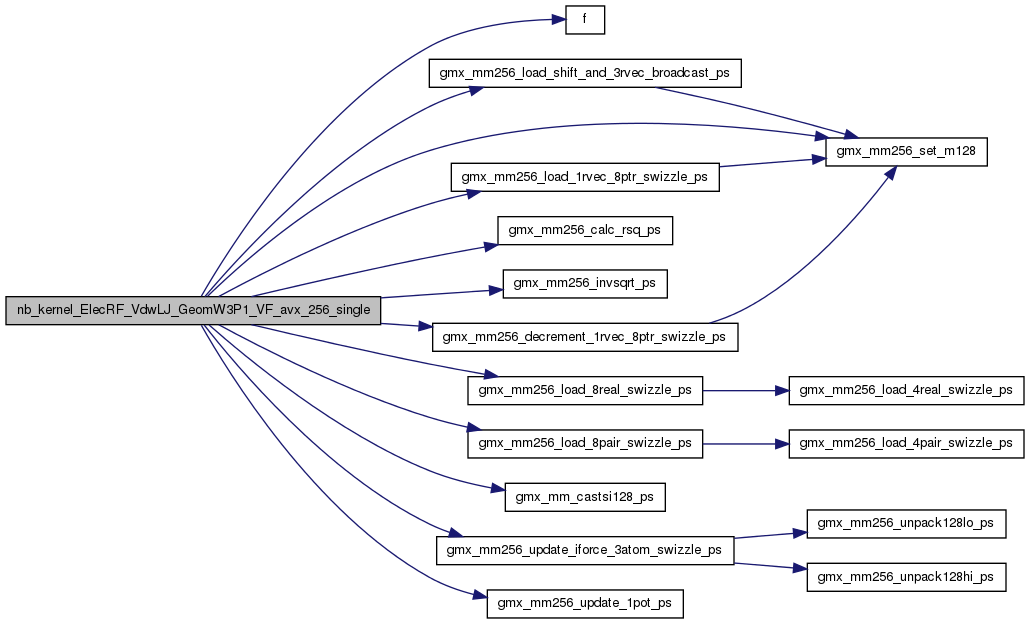 f
gmx_mm256_load_shift_and_3rvec_broadcast_ps
gmx_mm256_set_m128
gmx_mm256_load_1rvec_8ptr_swizzle_ps
gmx_mm256_calc_rsq_ps
gmx_mm256_invsqrt_ps
nb_kernel_ElecRF_VdwLJ_GeomW3P1_VF_avx_256_single
gmx_mm256_decrement_1rvec_8ptr_swizzle_ps
gmx_mm256_load_8real_swizzle_ps
gmx_mm256_load_4real_swizzle_ps
gmx_mm256_load_8pair_swizzle_ps
gmx_mm256_load_4pair_swizzle_ps
gmx_mm_castsi128_ps
gmx_mm256_unpack128lo_ps
gmx_mm256_update_iforce_3atom_swizzle_ps
gmx_mm256_unpack128hi_ps
gmx_mm256_update_1pot_ps